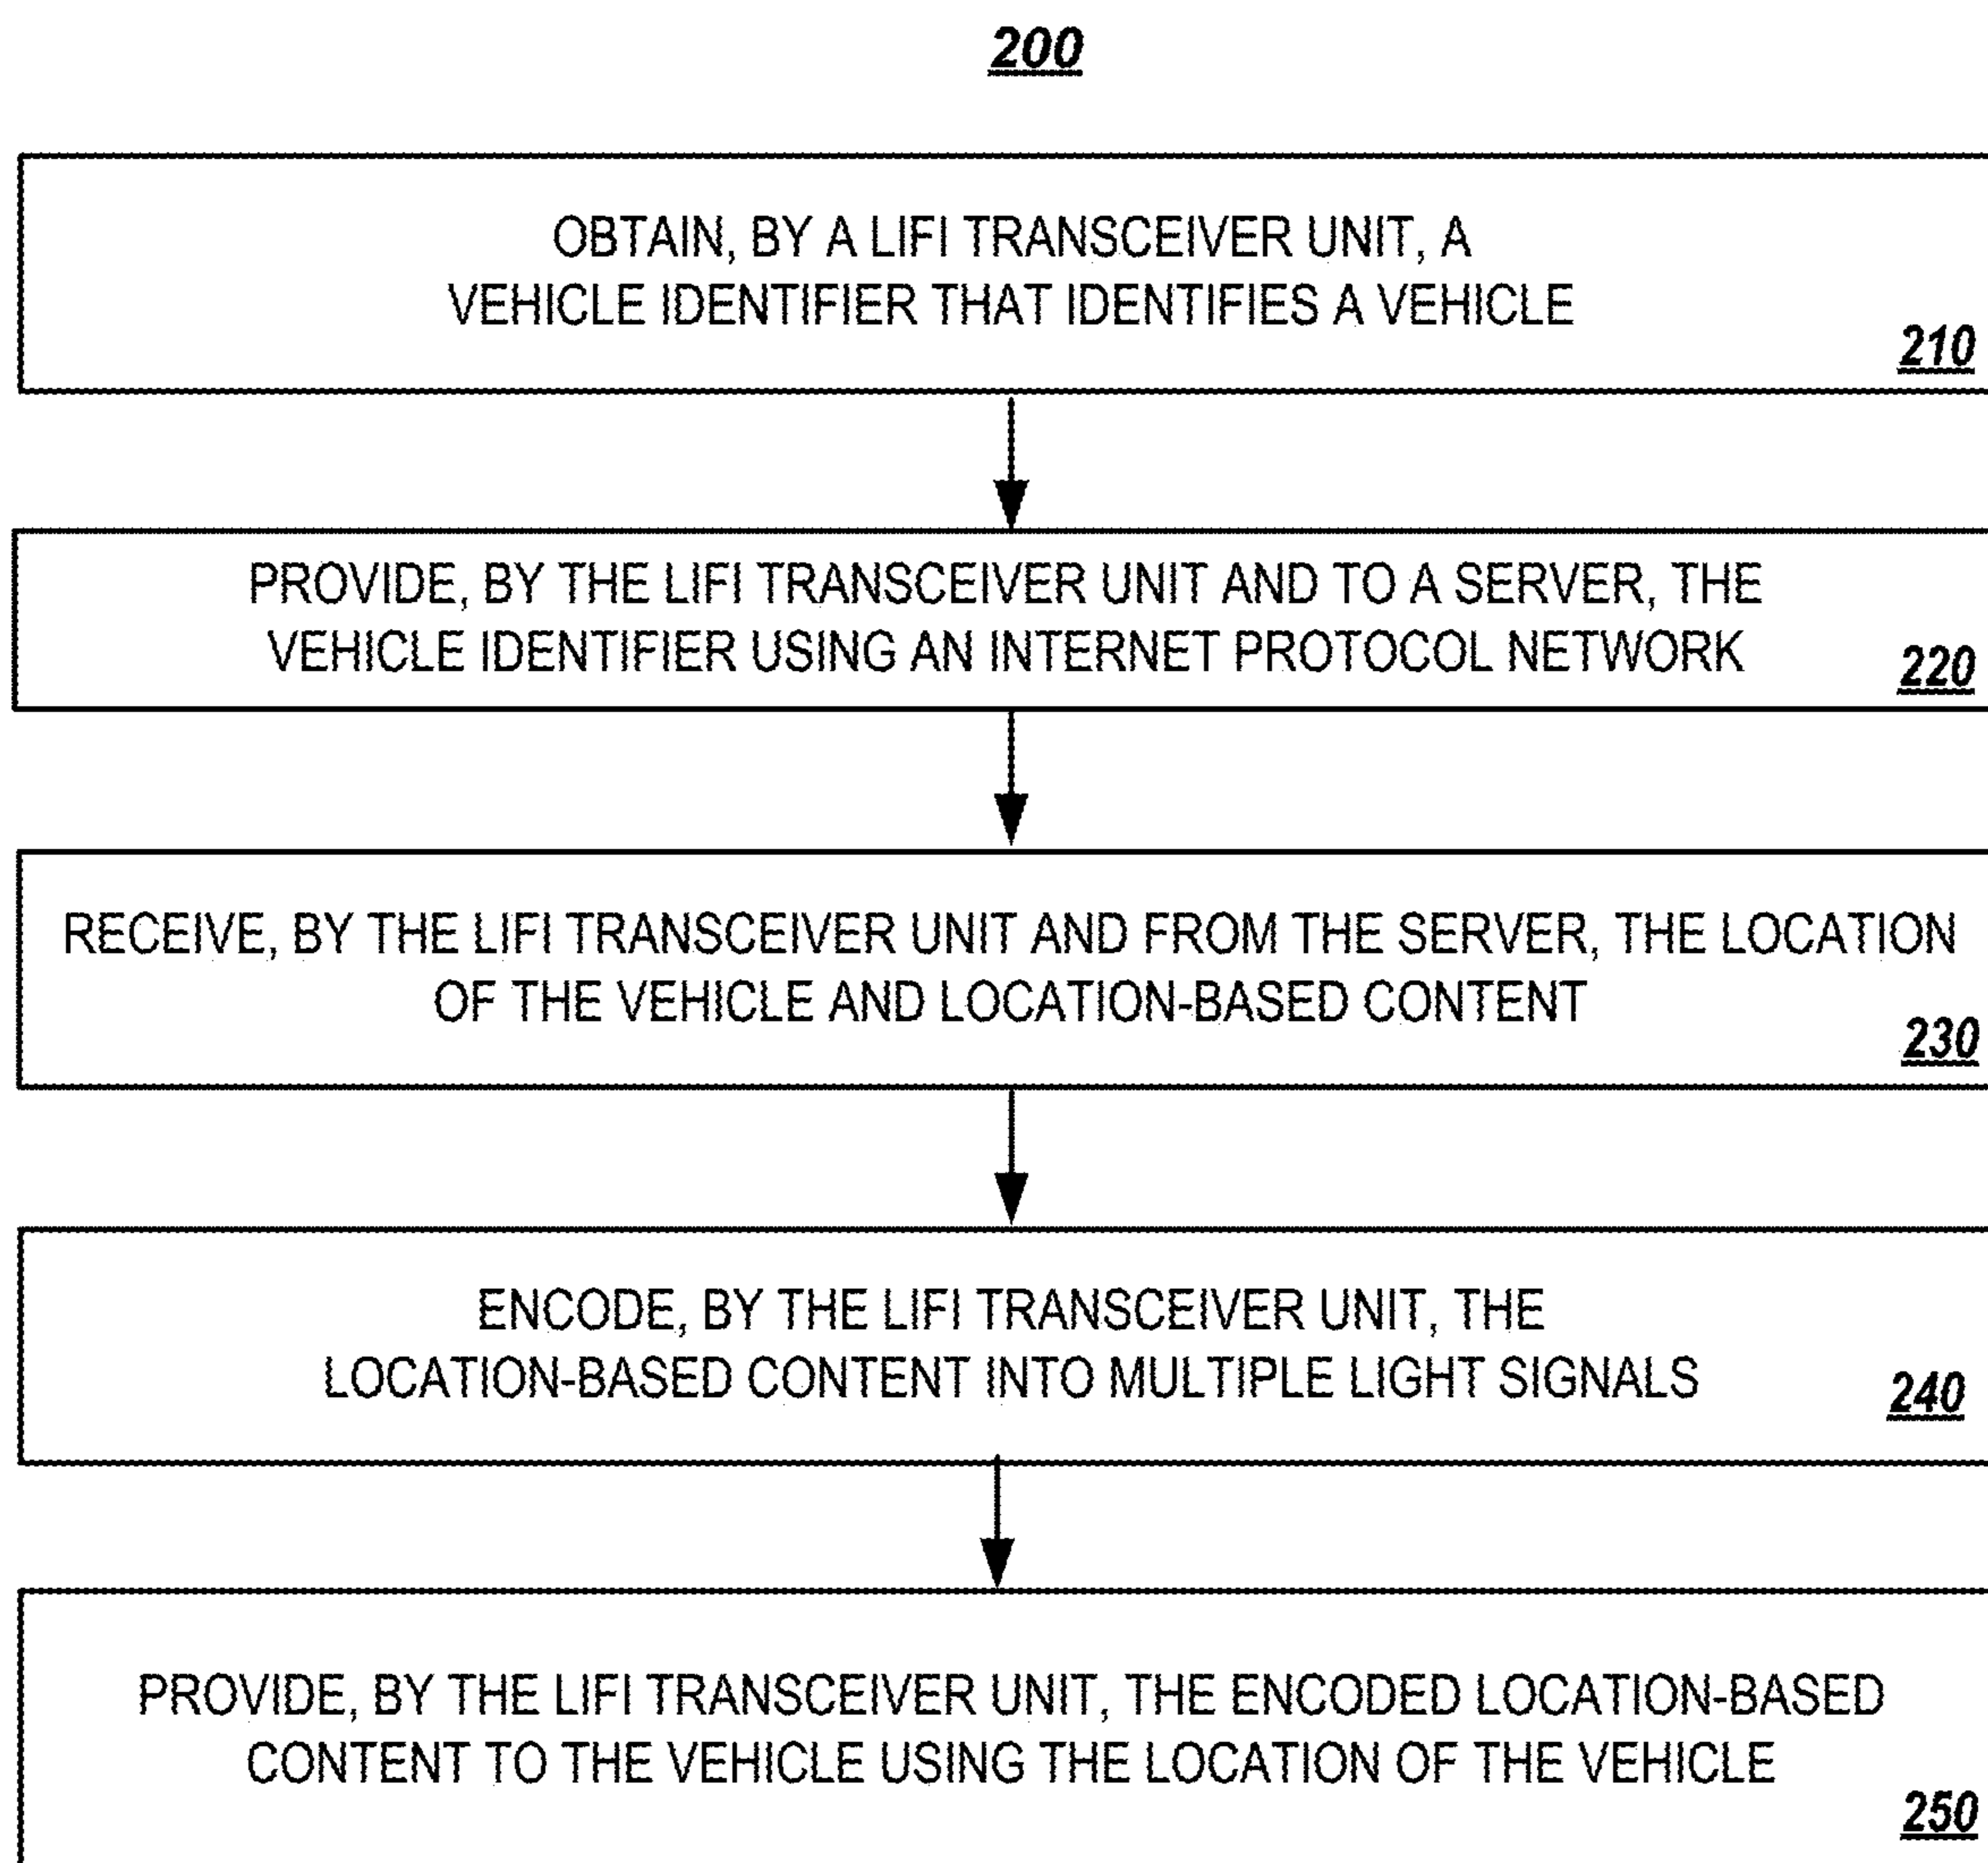 200
OBTAIN, BY A LIFI TRANSCEIVER UNIT, A
VEHICLE IDENTIFIER THAT IDENTIFIES A VEHICLE
210
PROVIDE, BY THE LIFI TRANSCEIVER UNIT AND TO A SERVER, THE
VEHICLE IDENTIFIER USING AN INTERNET PROTOCOL NETWORK
220
RECEIVE, BY THE LIFI TRANSCEIVER UNIT AND FROM THE SERVER, THE LOCATION
OF THE VEHICLE AND LOCATION-BASED CONTENT
230
ENCODE, BY THE LIFI TRANSCEIVER UNIT, THE
LOCATION-BASED CONTENT INTO MULTIPLE LIGHT SIGNALS
240
PROVIDE, BY THE LIFI TRANSCEIVER UNIT, THE ENCODED LOCATION-BASED
CONTENT TO THE VEHICLE USING THE LOCATION OF THE VEHICLE
250